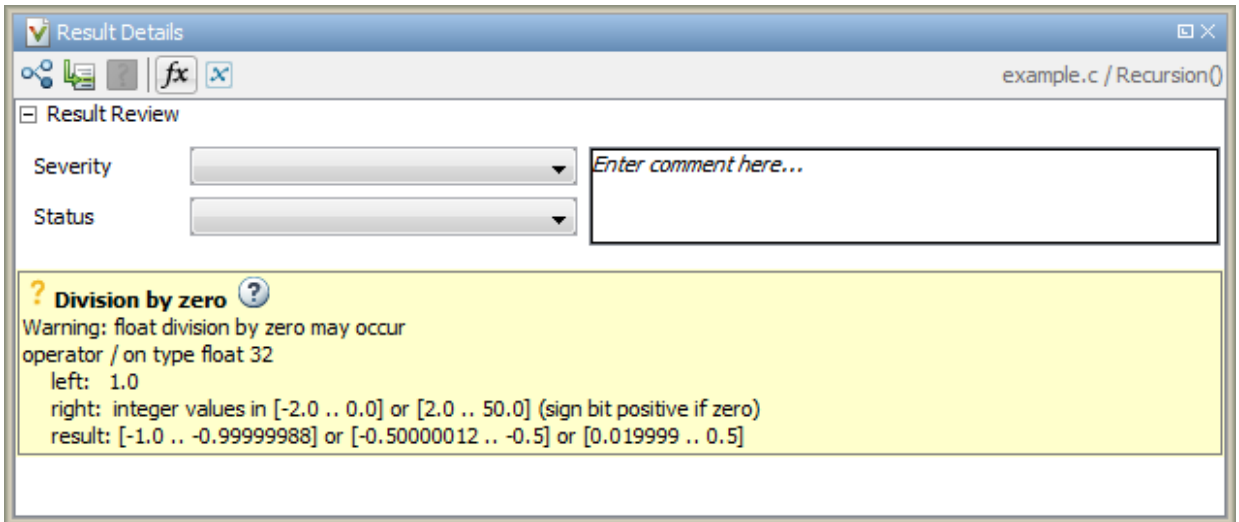 Result Details
fx x example.c / Recursion()
Result Review
Severity
Enter comment here...
Status
? Division by zero ?
Warning: float division by zero may occur
operator / on type float 32
left: 1.0
right: integer values in [-2.0 .. 0.0] or [2.0 .. 50.0] (sign bit positive if zero)
result: [-1.0 .. -0.99999988] or [-0.50000012 .. -0.5] or [0.019999 .. 0.5]